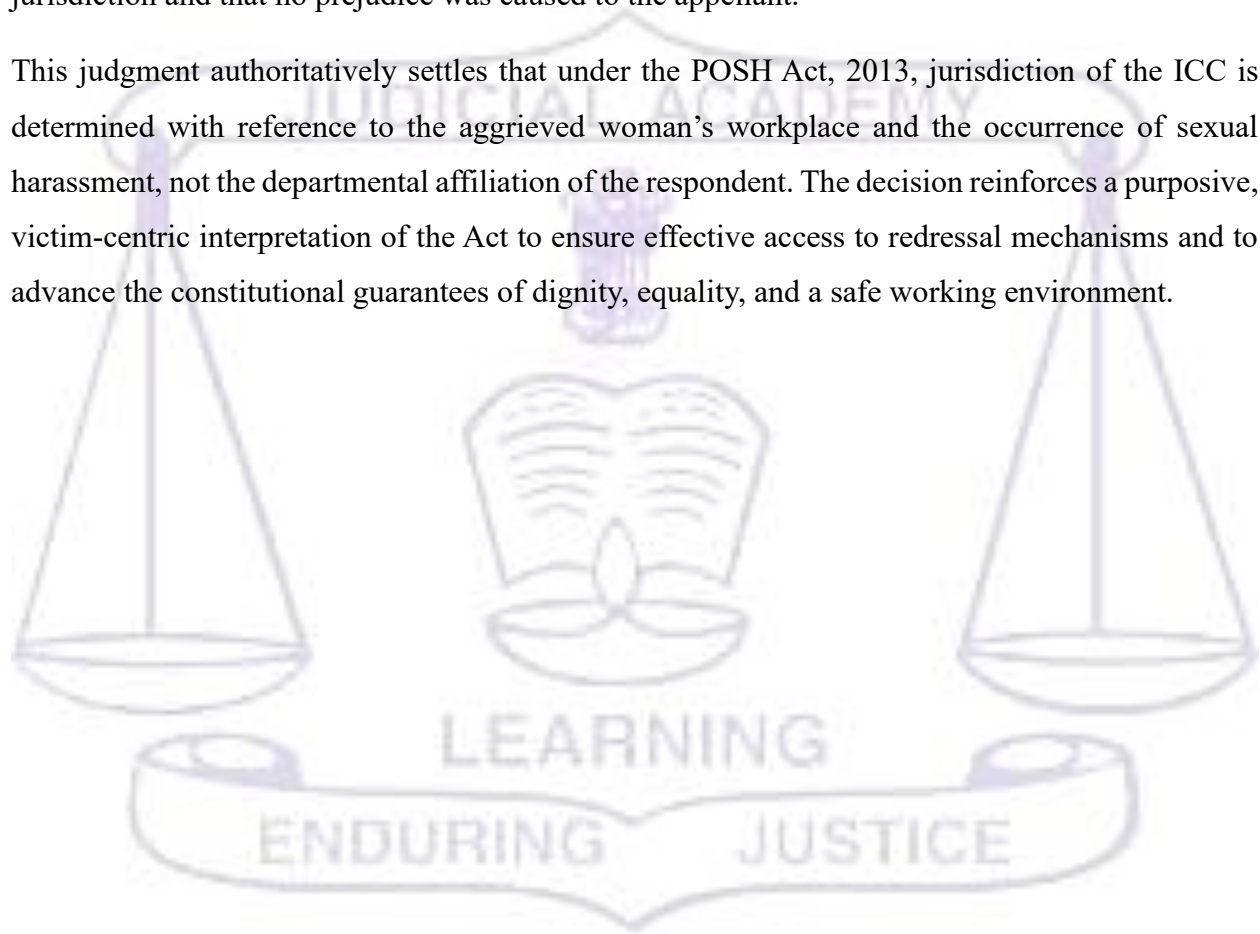 jurisdiction and that no prejudice was caused to the appellant.
This judgment authoritatively settles that under the POSH Act, 2013, jurisdiction of the ICC is
determined with reference to the aggrieved woman’s workplace and the occurrence of sexual
harassment, not the departmental affiliation of the respondent. The decision reinforces a purposive,
victim-centric interpretation of the Act to ensure effective access to redressal mechanisms and to
advance the constitutional guarantees of dignity, equality, and a safe working environment.
JUDICIAL ACADEMY
LEARNING
ENDURING JUSTICE